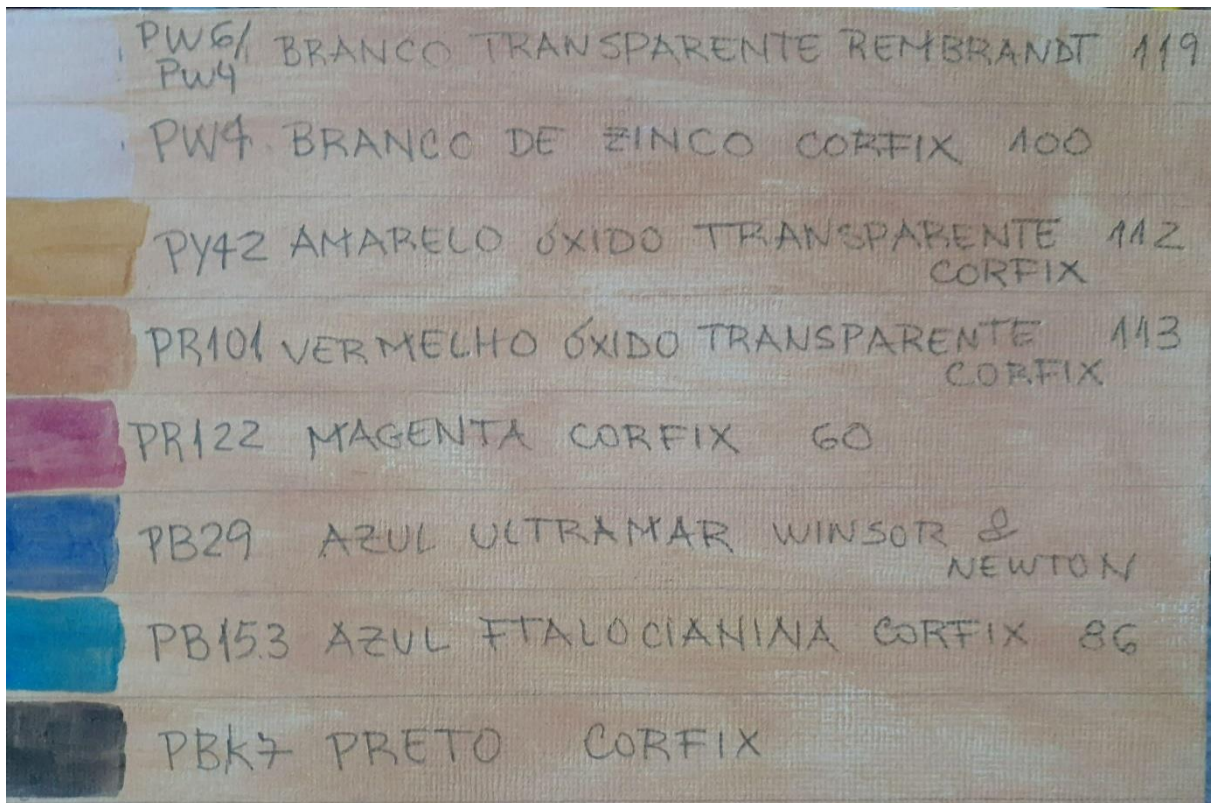 PW6/ BRANCO TRANSPARENTE REMBRANDT 119
PW4
PW4 BRANCO DE ZINCO CORFIX 100
PY42 AMARELO ÓXIDO TRANSPARENTE 112
CORFIX
PR101 VERMELHO ÓXIDO TRANSPARENTE 113
CORFIX
PR122 MAGENTA CORFIX 60
PB29 AZUL ULTRAMAR WINSOR &
NEWTON
PB15.3 AZUL FTALOCIANINA CORFIX 86
PBK7 PRETO CORFIX